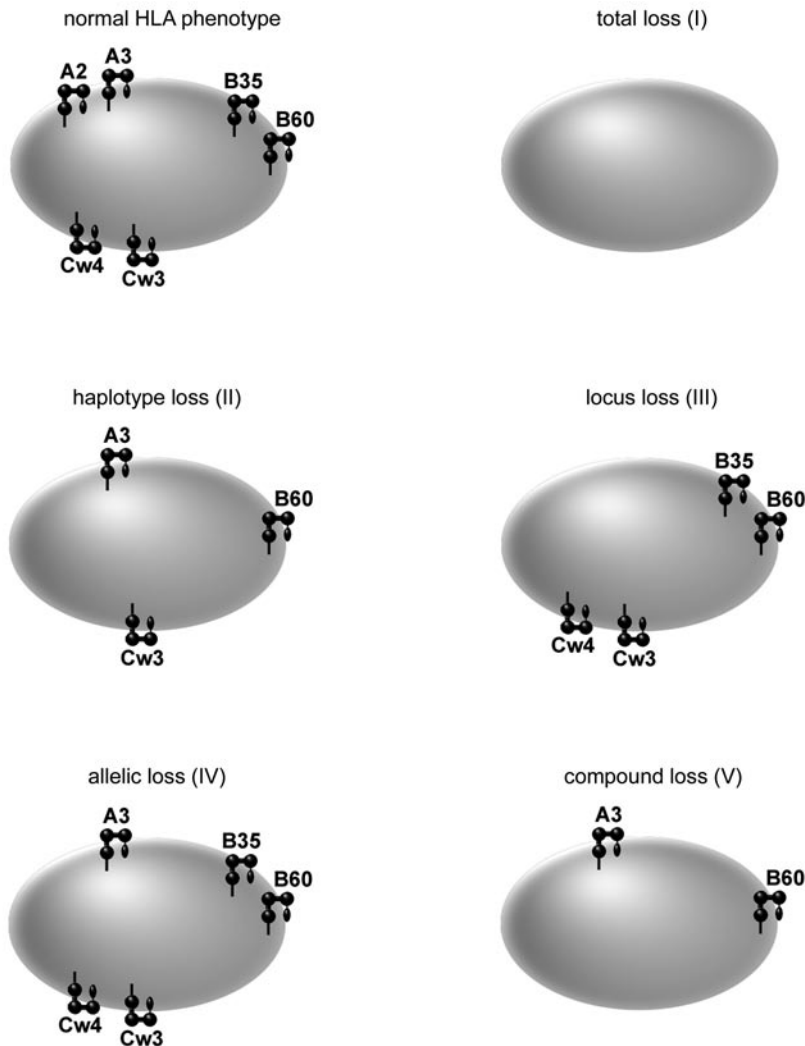 normal HLA phenotype
total loss (I)
A2
A3
B35
B60
Cw4
Cw3
haplotype loss (II)
locus loss (III)
A3
B60
Cw3
B35
B60
Cw4
Cw3
allelic loss (IV)
compound loss (V)
A3
B35
B60
Cw4
Cw3
A3
B60